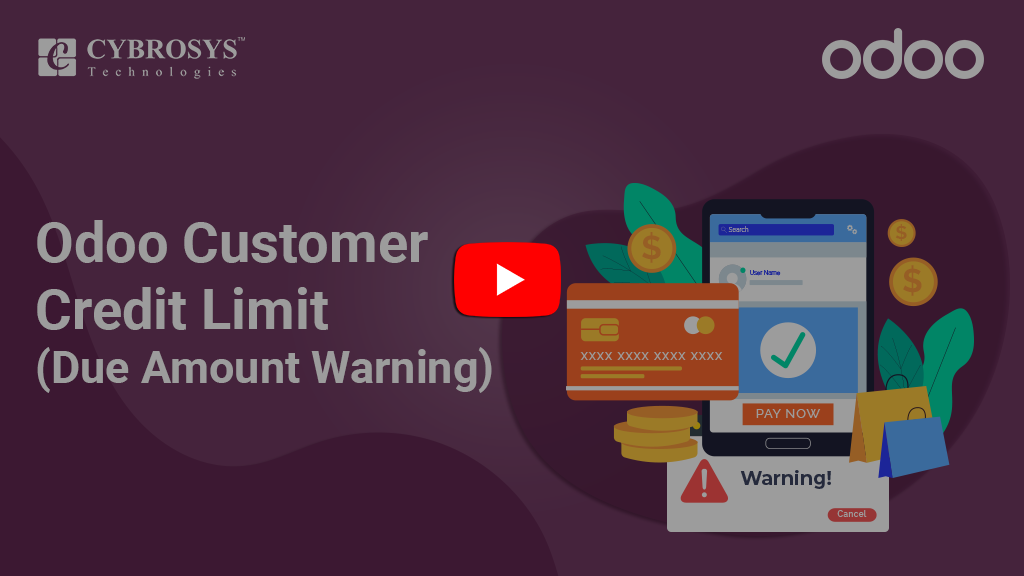 CYBROSYS™
Technologies
odoo
Odoo Customer
Credit Limit
(Due Amount Warning)
Search
User Name
XXXX XXXX XXXX XXXX
PAY NOW
Warning!
Cancel